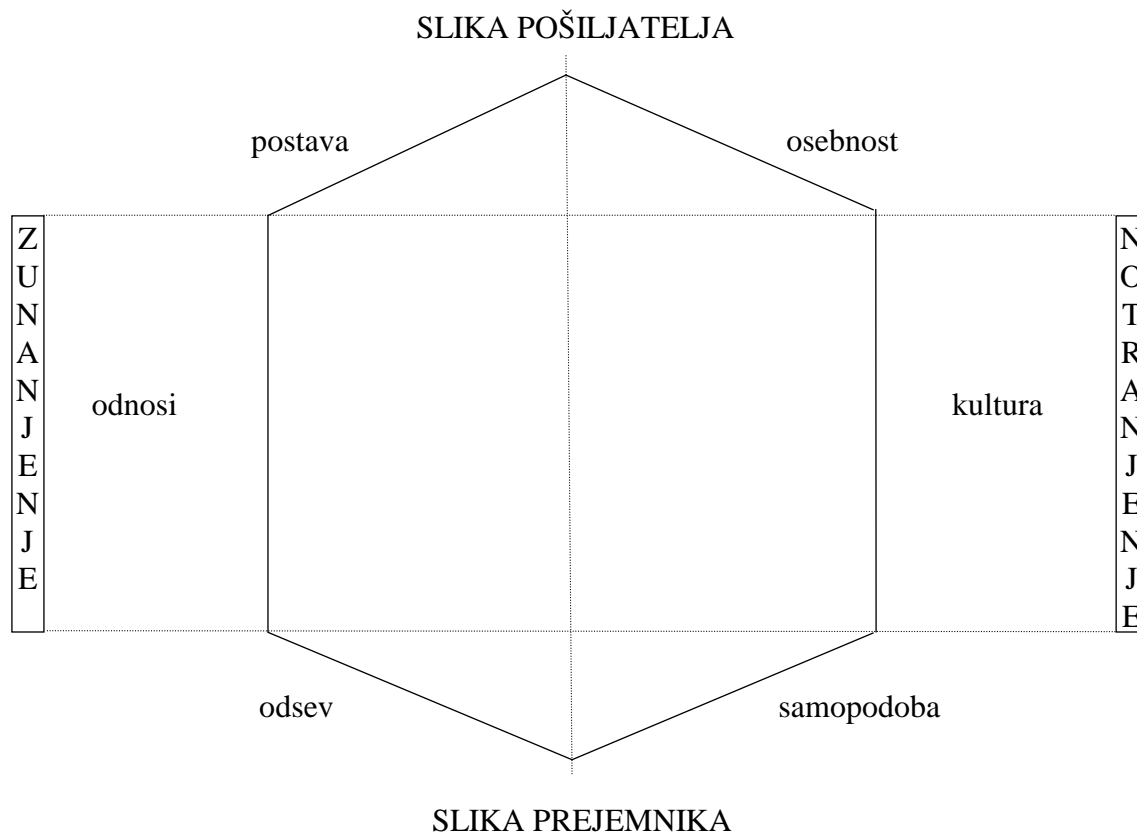 SLIKA POŠILJATELJA
postava
osebnost
ZUNANJENJE
NOTRANJENJE
odnosi
kultura
odsev
samopodoba
SLIKA PREJEMNIKA